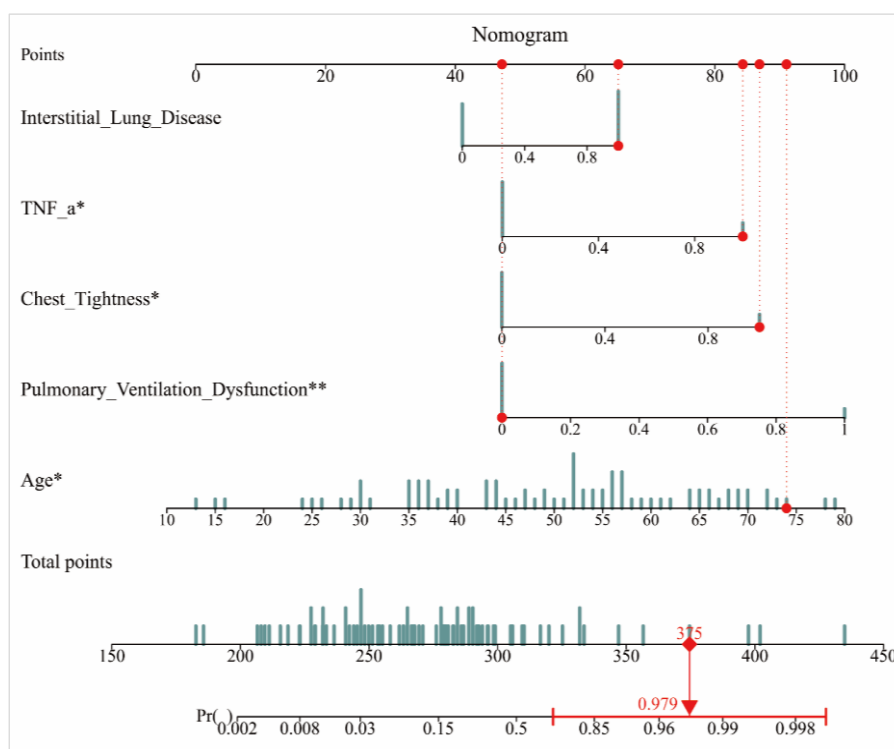 Nomogram
Points
0 20 40 60 80 100
Interstitial_Lung_Disease
0 0.4 0.8
TNF_a*
0 0.4 0.8
Chest_Tightness*
0 0.4 0.8
Pulmonary_Ventilation_Dysfunction**
0 0.2 0.4 0.6 0.8 1
Age*
10 15 20 25 30 35 40 45 50 55 60 65 70 75 80
Total points
375
150 200 250 300 350 400 450
0.979
Pr( )
0.002 0.008 0.03 0.15 0.5 0.85 0.96 0.99 0.998